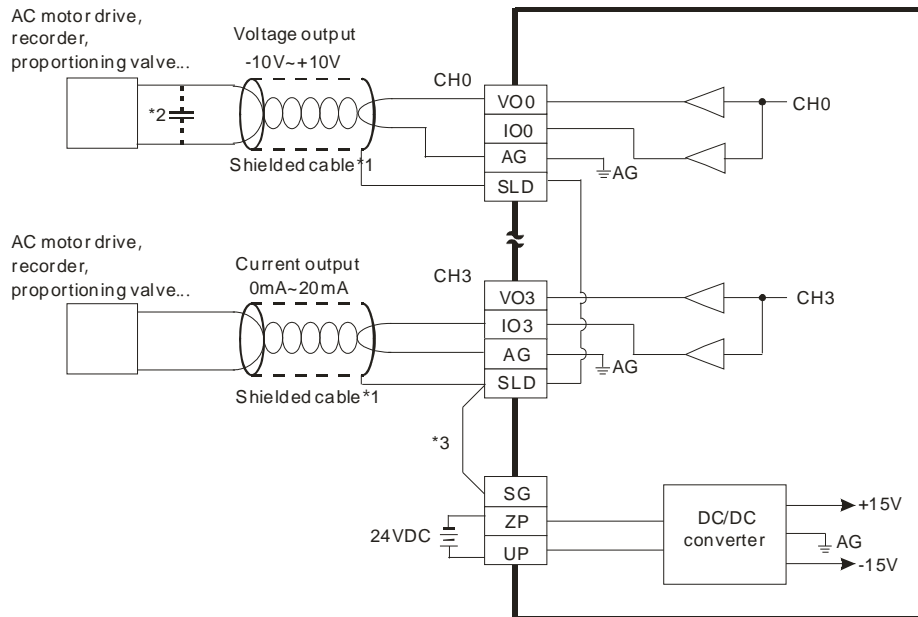 AC motor drive,
recorder,
proportioning valve...
Voltage output
-10V~+10V
*2
Shielded cable*1
CH0
VO0
IO0
AG
SLD
CH0
AG
AC motor drive,
recorder,
proportioning valve...
Current output
0mA~20mA
Shielded cable*1
CH3
VO3
IO3
AG
SLD
CH3
AG
*3
SG
ZP
UP
24VDC
DC/DC
converter
+15V
AG
-15V